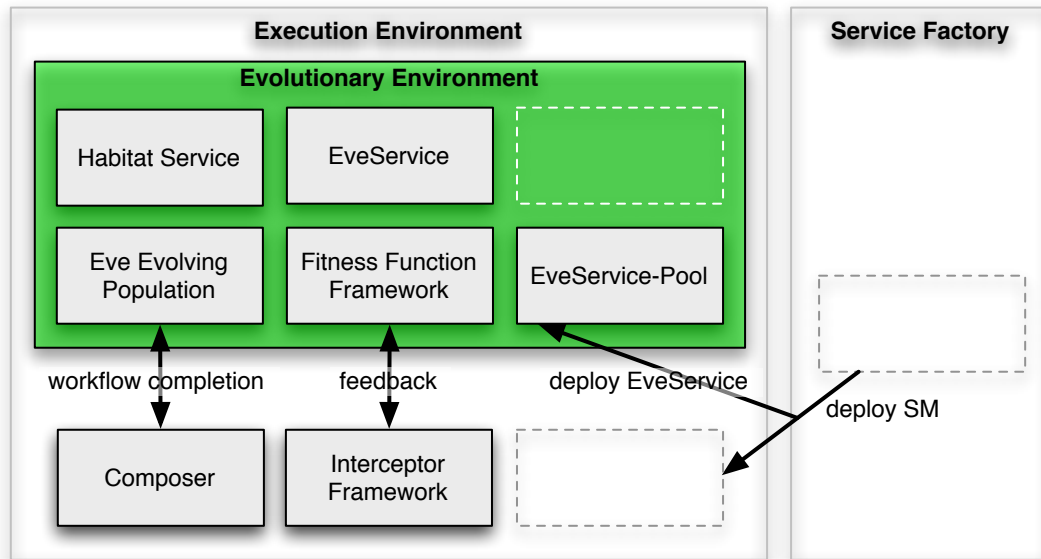 Execution Environment
Service Factory
Evolutionary Environment
Habitat Service
EveService
Eve Evolving
Population
Fitness Function
Framework
EveService-Pool
workflow completion
feedback
deploy EveService
deploy SM
Composer
Interceptor
Framework